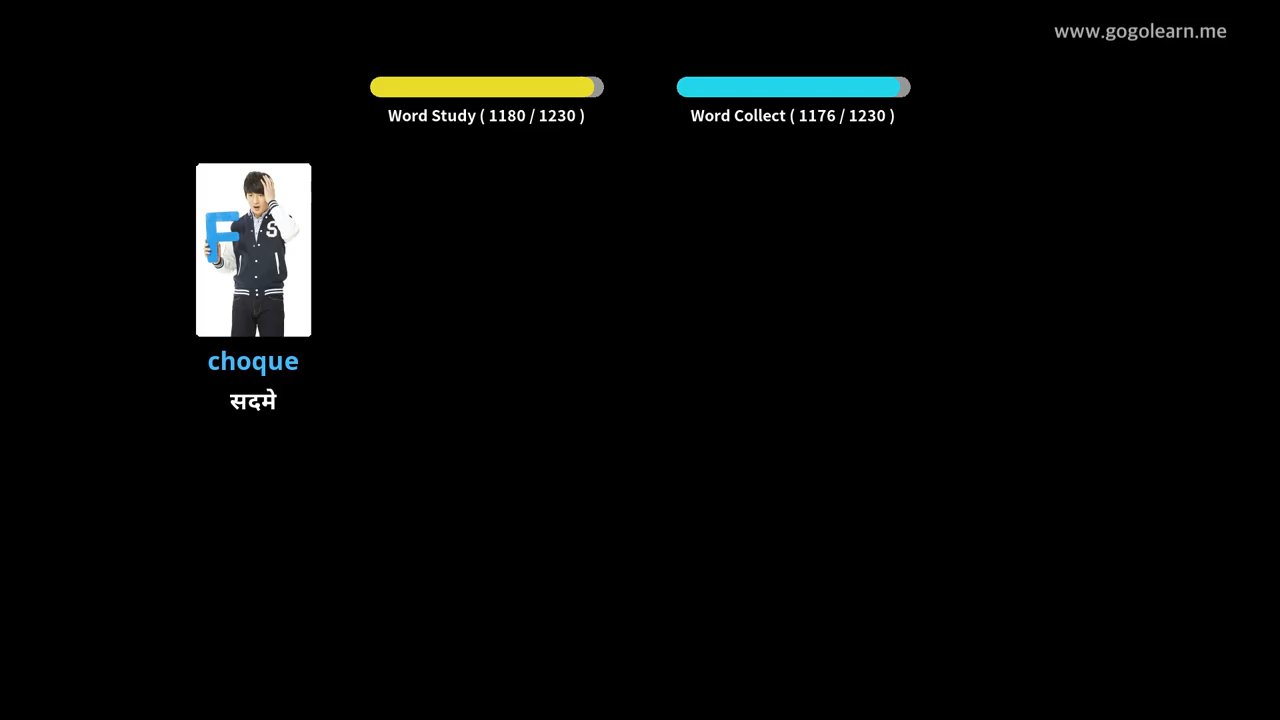 www.gogolearn.me
Word Study ( 1180 / 1230 )
Word Collect ( 1176 / 1230 )
F
S
choque
सदमे